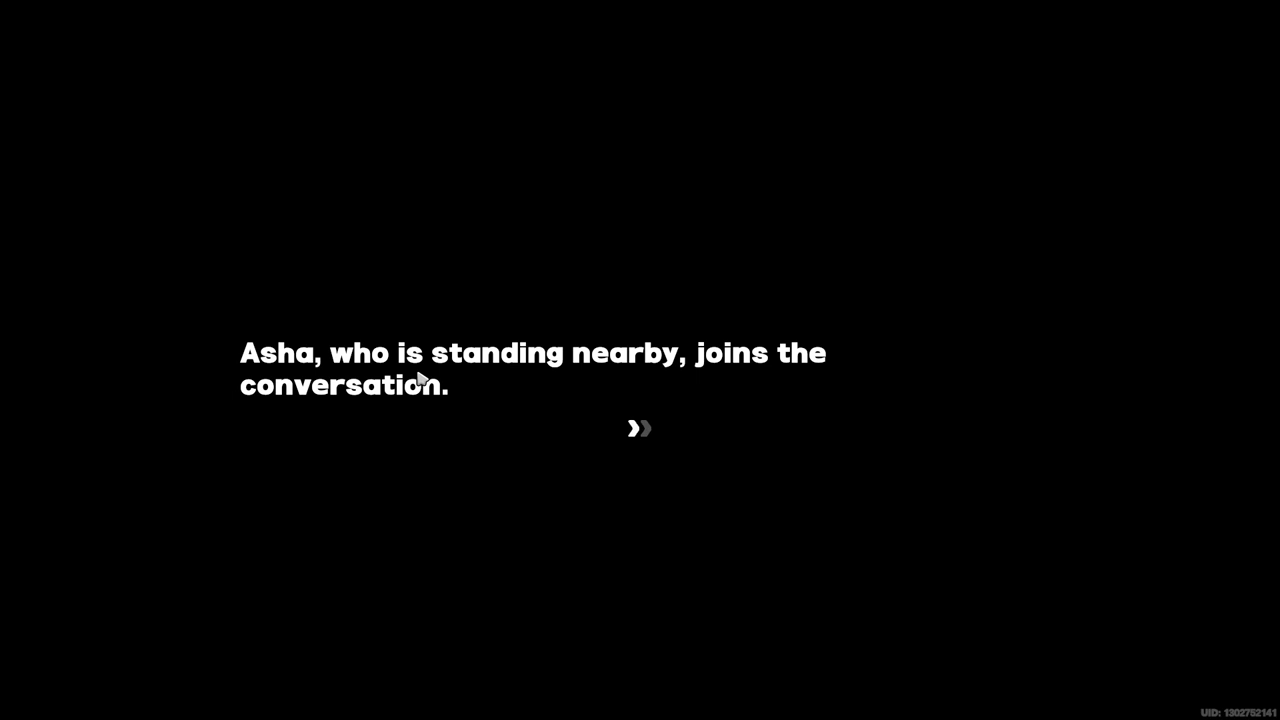 Asha, who is standing nearby, joins the
conversation.
UID: 1302752141